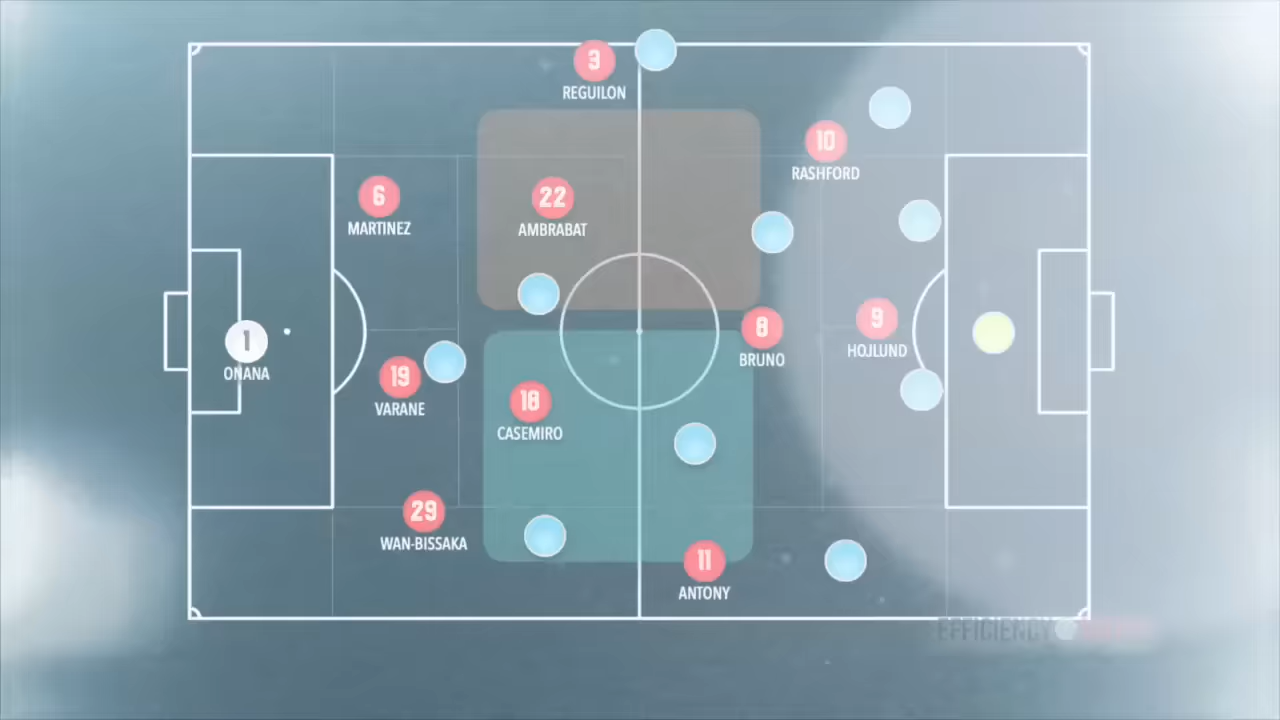 3
REGUILON
10
RASHFORD
6
MARTINEZ
22
AMBRABAT
8
BRUNO
9
HOJLUND
1
ONANA
19
VARANE
18
CASEMIRO
29
WAN-BISSAKA
11
ANTONY
EFFICIENCY